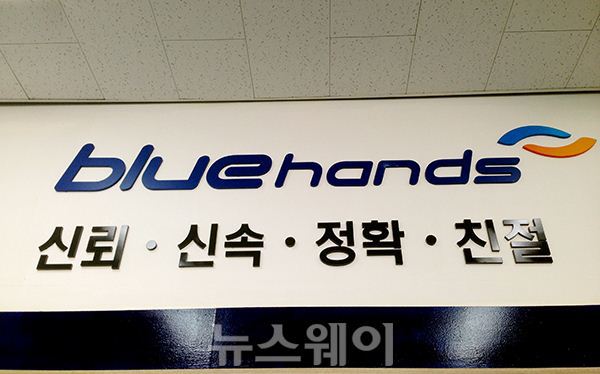 bluehands
신뢰 · 신속 · 정확 · 친절
뉴스웨이